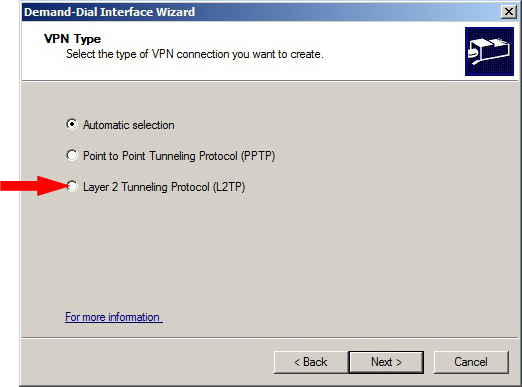 Demand-Dial Interface Wizard
VPN Type
Select the type of VPN connection you want to create.
Automatic selection
Point to Point Tunneling Protocol (PPTP)
Layer 2 Tunneling Protocol (L2TP)
For more information
< Back Next > Cancel